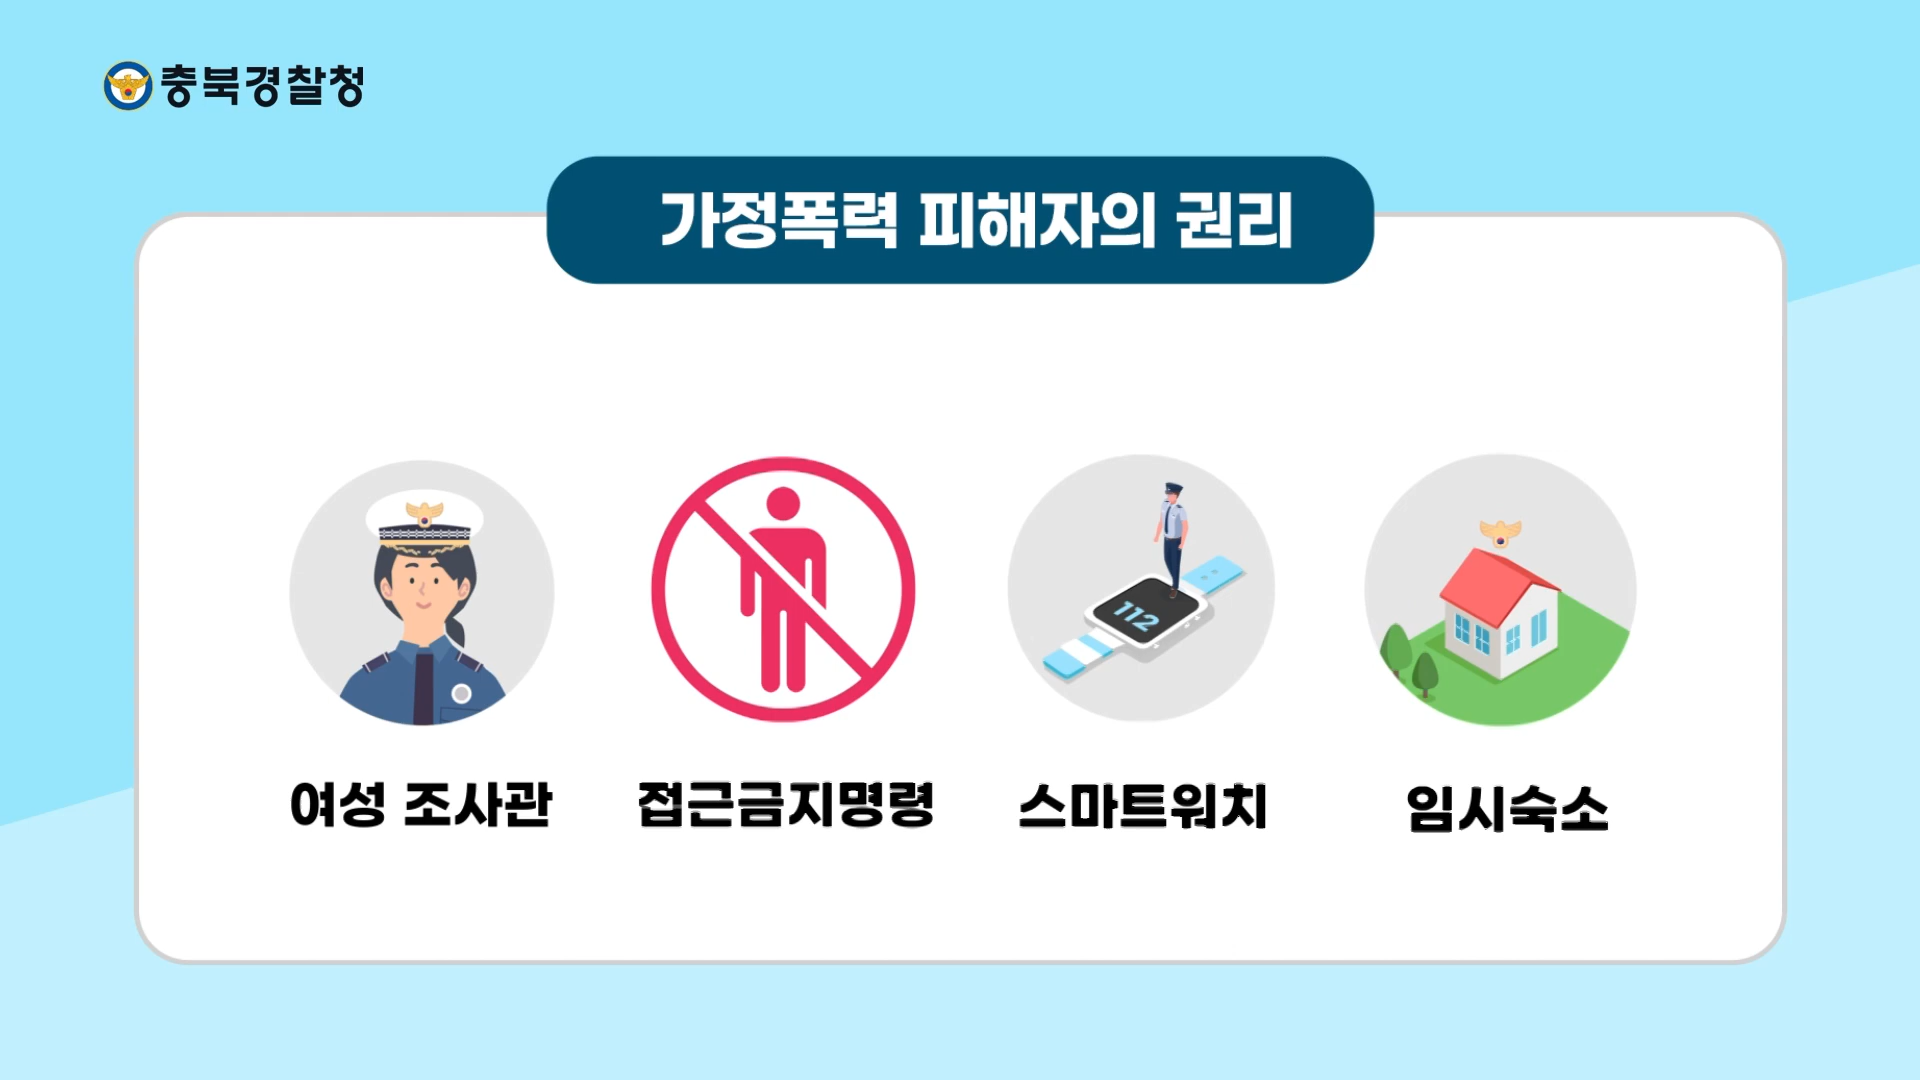 충북경찰청
가정폭력 피해자의 권리
112
여성 조사관
접근금지명령
스마트워치
임시숙소